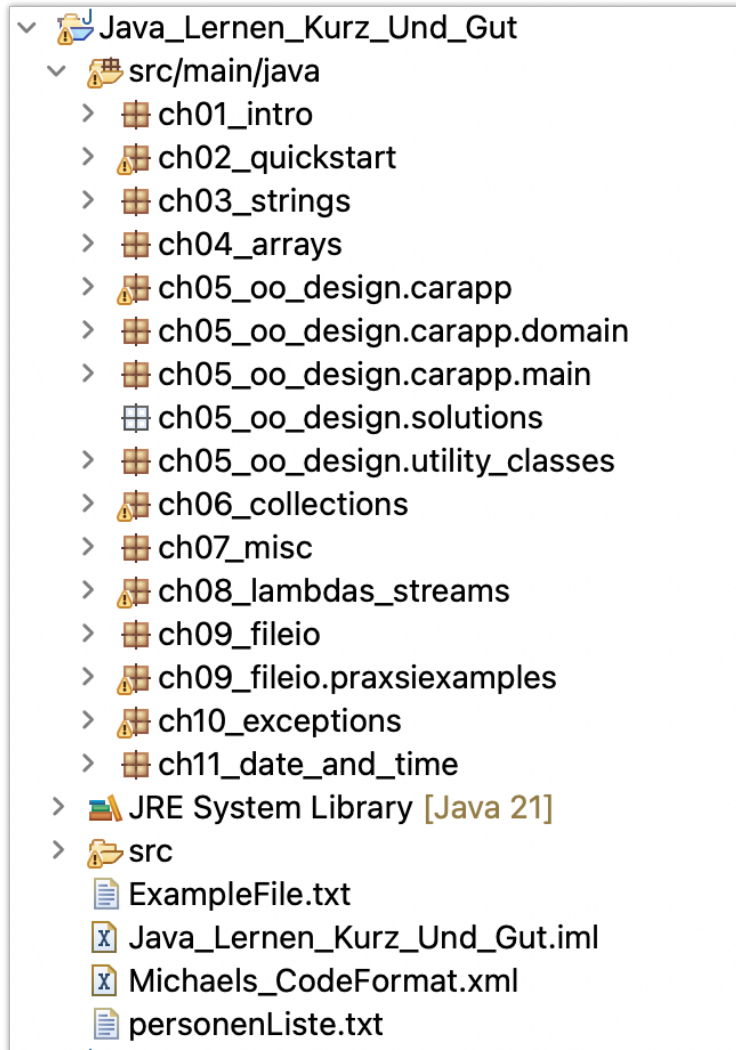 Java_Lernen_Kurz_Und_Gut
src/main/java
ch01_intro
ch02_quickstart
ch03_strings
ch04_arrays
ch05_oo_design.carapp
ch05_oo_design.carapp.domain
ch05_oo_design.carapp.main
ch05_oo_design.solutions
ch05_oo_design.utility_classes
ch06_collections
ch07_misc
ch08_lambdas_streams
ch09_fileio
ch09_fileio.praxsiexamples
ch10_exceptions
ch11_date_and_time
JRE System Library [Java 21]
src
ExampleFile.txt
Java_Lernen_Kurz_Und_Gut.iml
Michaels_CodeFormat.xml
personenListe.txt